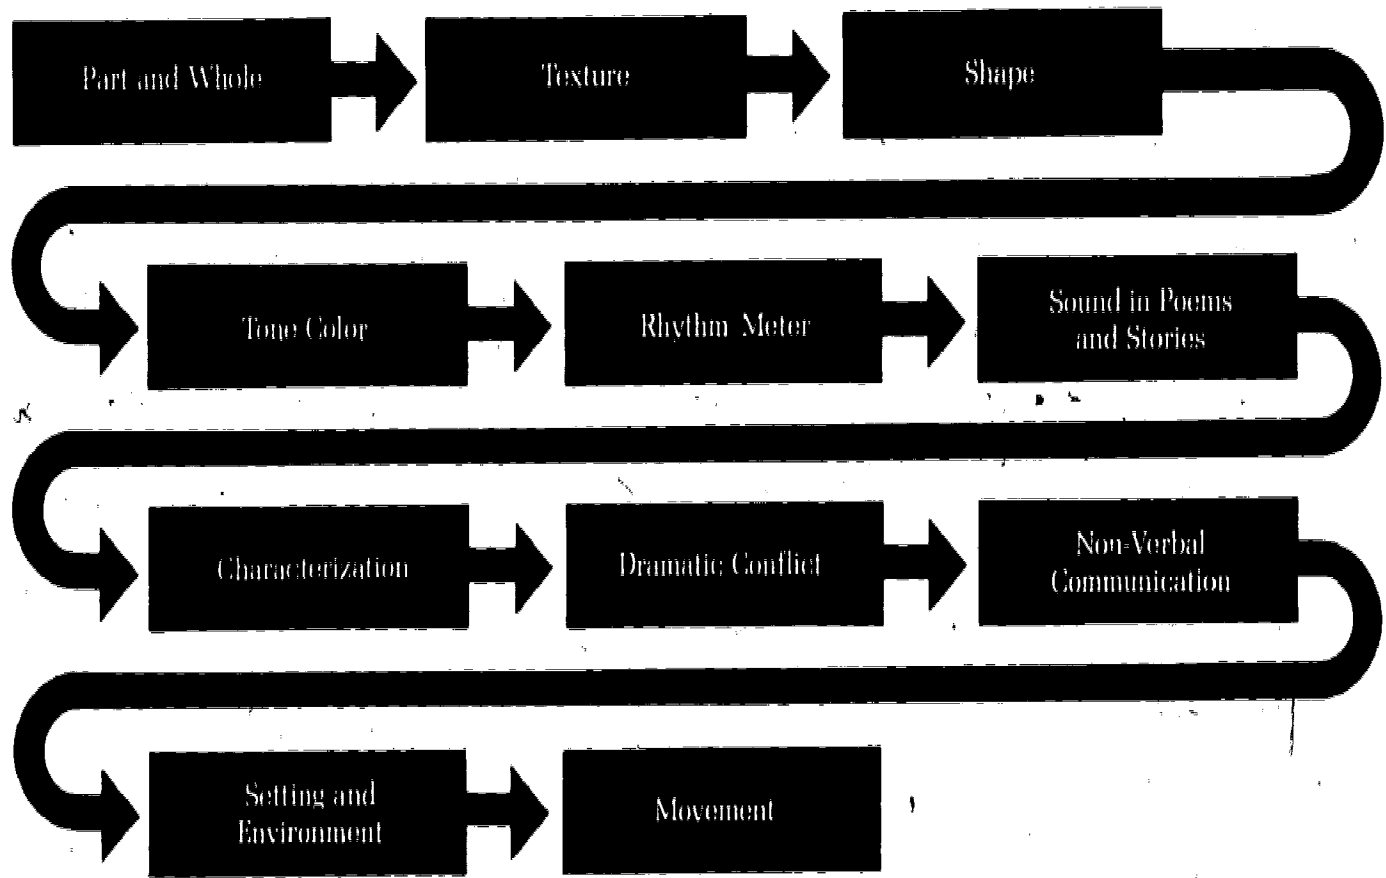 Part and Whole
Texture
Shape
Tone Color
Rhythm Meter
Sound in Poems
and Stories
Characterization
Dramatic Conflict
Non-Verbal
Communication
Setting and
Environment
Movement